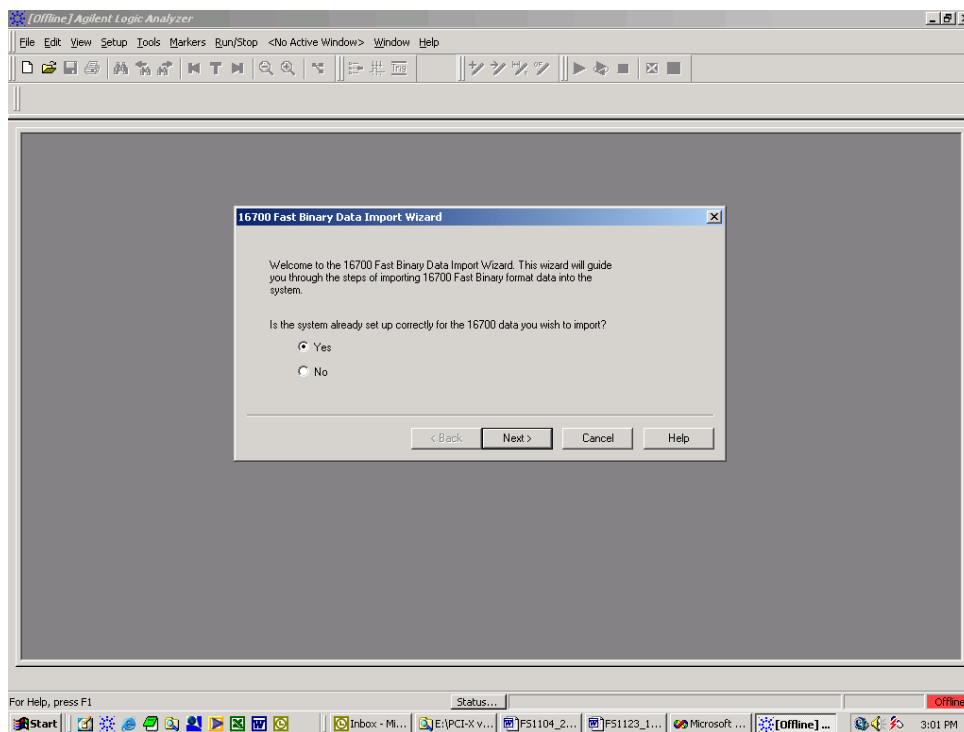 [Offline] Agilent Logic Analyzer
File Edit View Setup Tools Markers Run/Stop <No Active Window> Window Help
16700 Fast Binary Data Import Wizard
Welcome to the 16700 Fast Binary Data Import Wizard. This wizard will guide
you through the steps of importing 16700 Fast Binary format data into the
system.
Is the system already set up correctly for the 16700 data you wish to import?
Yes
No
< Back Next > Cancel Help
For Help, press F1 Status... Offline
Start Inbox - Mi... E:\PCI-X v... FS1104_2... FS1123_1... Microsoft ... [Offline] ... 3:01 PM